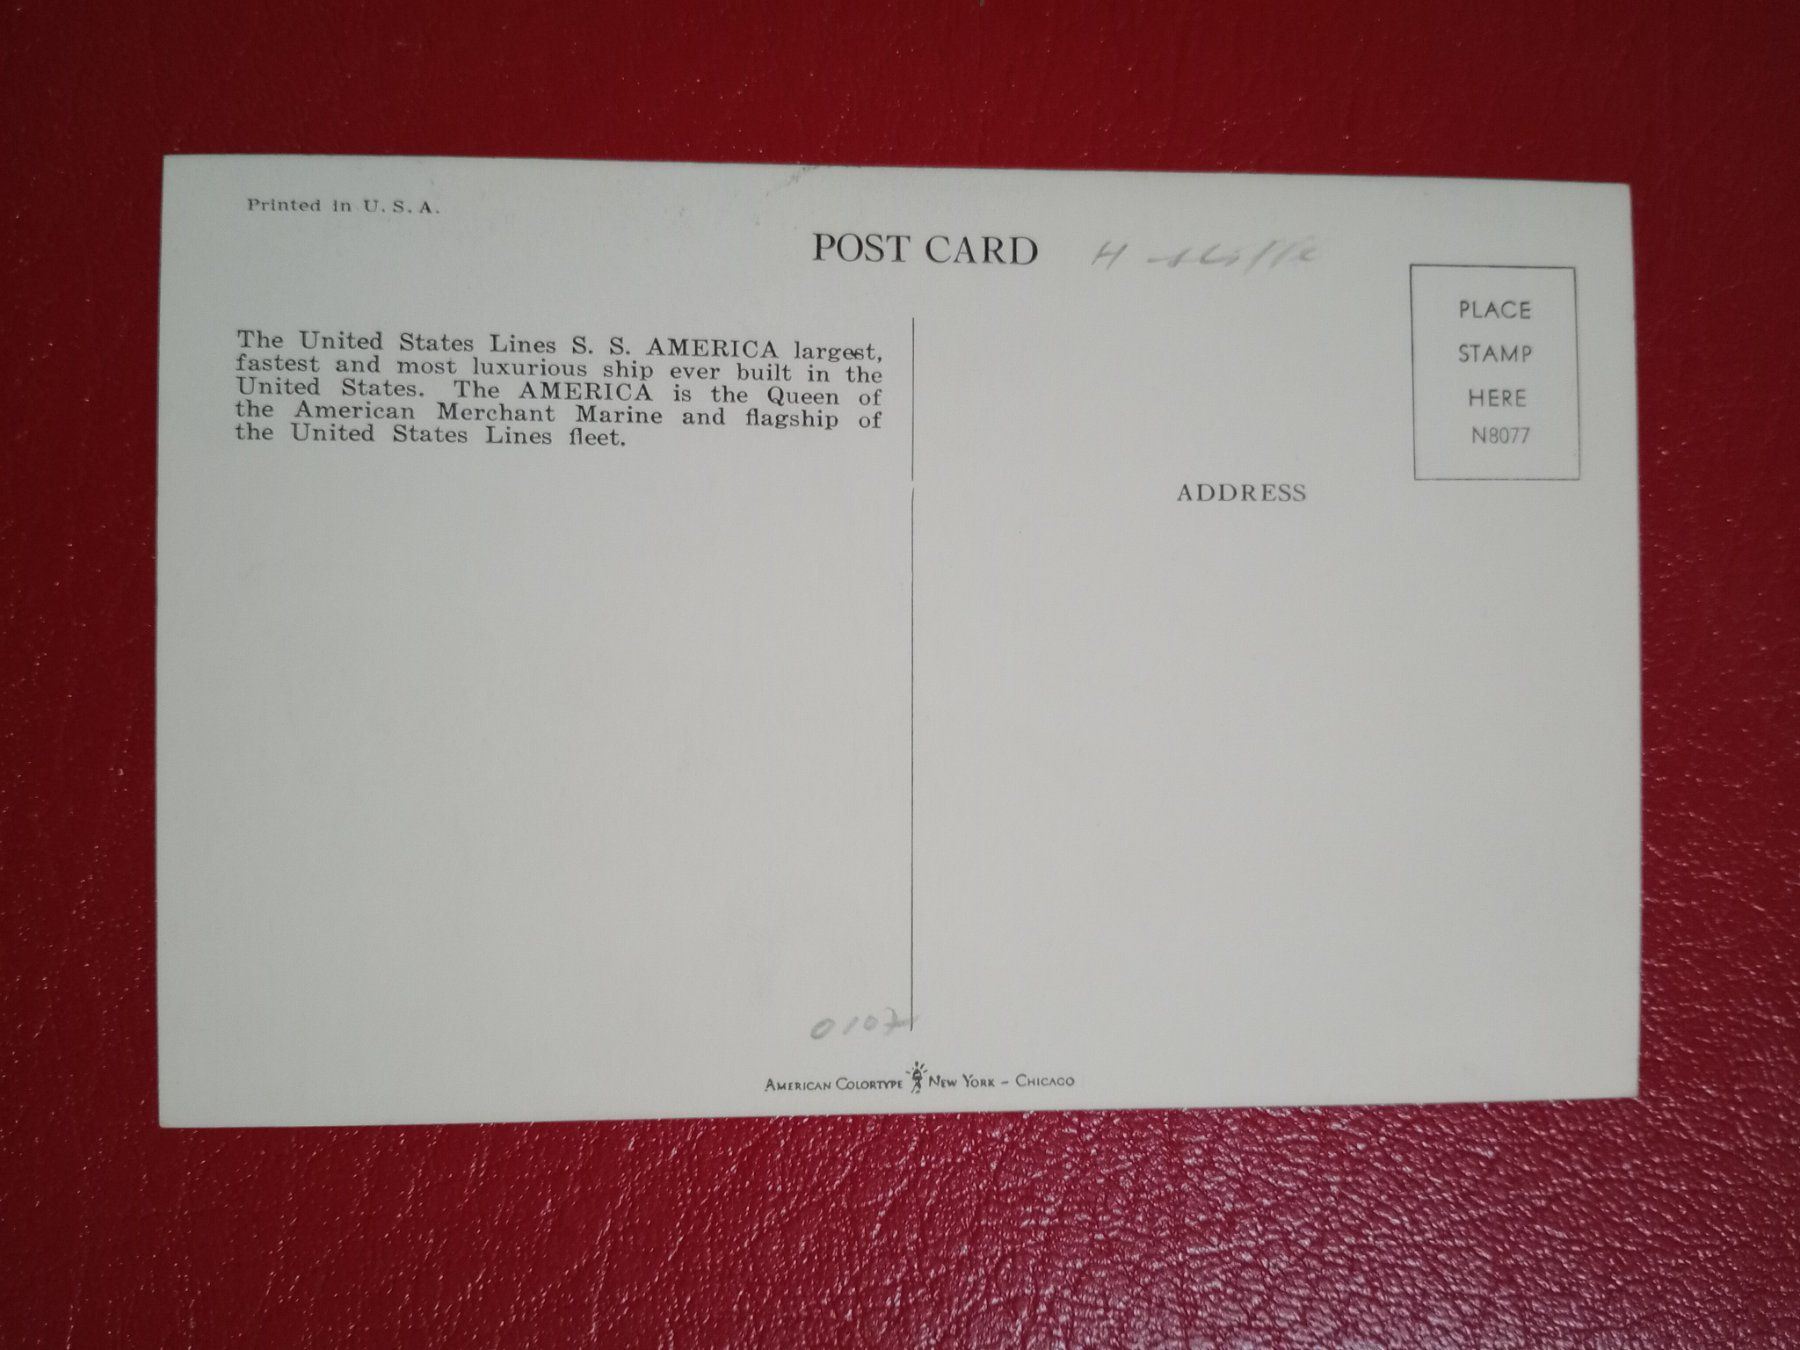 Printed in U. S. A.
POST CARD
PLACE
STAMP
HERE
N8077
The United States Lines S. S. AMERICA largest,
fastest and most luxurious ship ever built in the
United States. The AMERICA is the Queen of
the American Merchant Marine and flagship of
the United States Lines fleet.
ADDRESS
0107
AMERICAN COLORTYPE NEW YORK – CHICAGO